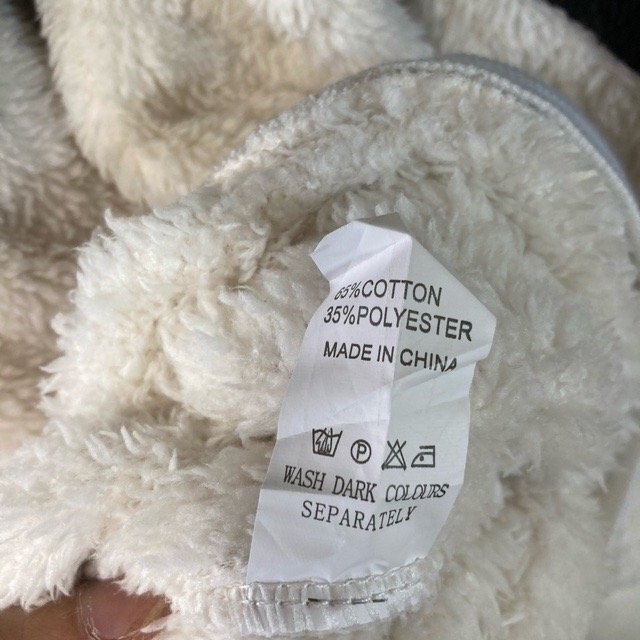 65%COTTON
35%POLYESTER
MADE IN CHINA
P
WASH DARK COLOURS
SEPARATELY